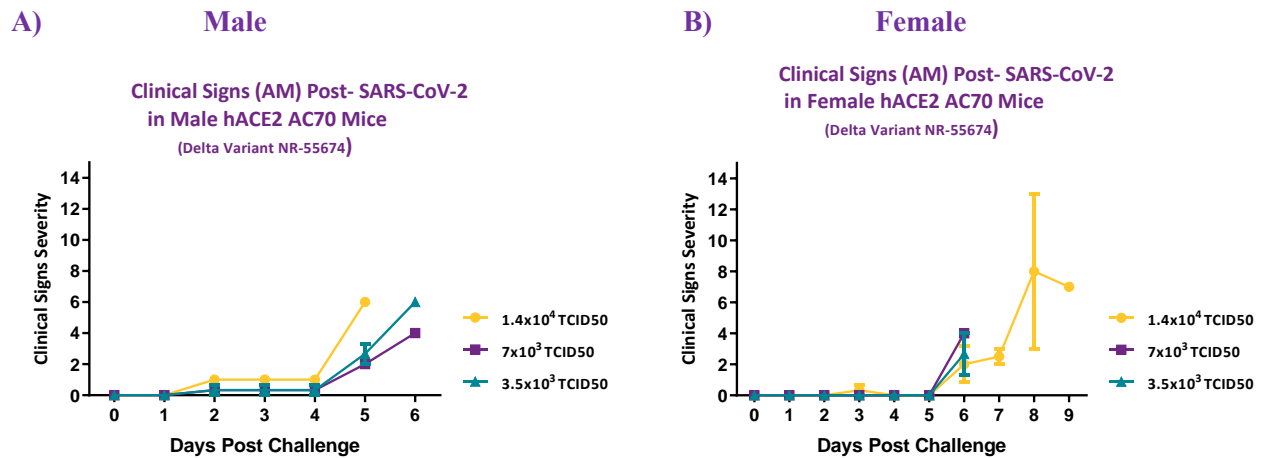 A) Male
Clinical Signs (AM) Post- SARS-CoV-2
in Male hACE2 AC70 Mice
(Delta Variant NR-55674)
Clinical Signs Severity
14
12
10
8
6
4
2
0
0 1 2 3 4 5 6
Days Post Challenge
1.4x10⁴ TCID50
7x10³ TCID50
3.5x10³ TCID50
B) Female
Clinical Signs (AM) Post- SARS-CoV-2
in Female hACE2 AC70 Mice
(Delta Variant NR-55674)
Clinical Signs Severity
14
12
10
8
6
4
2
0
0 1 2 3 4 5 6 7 8 9
Days Post Challenge
1.4x10⁴ TCID50
7x10³ TCID50
3.5x10³ TCID50